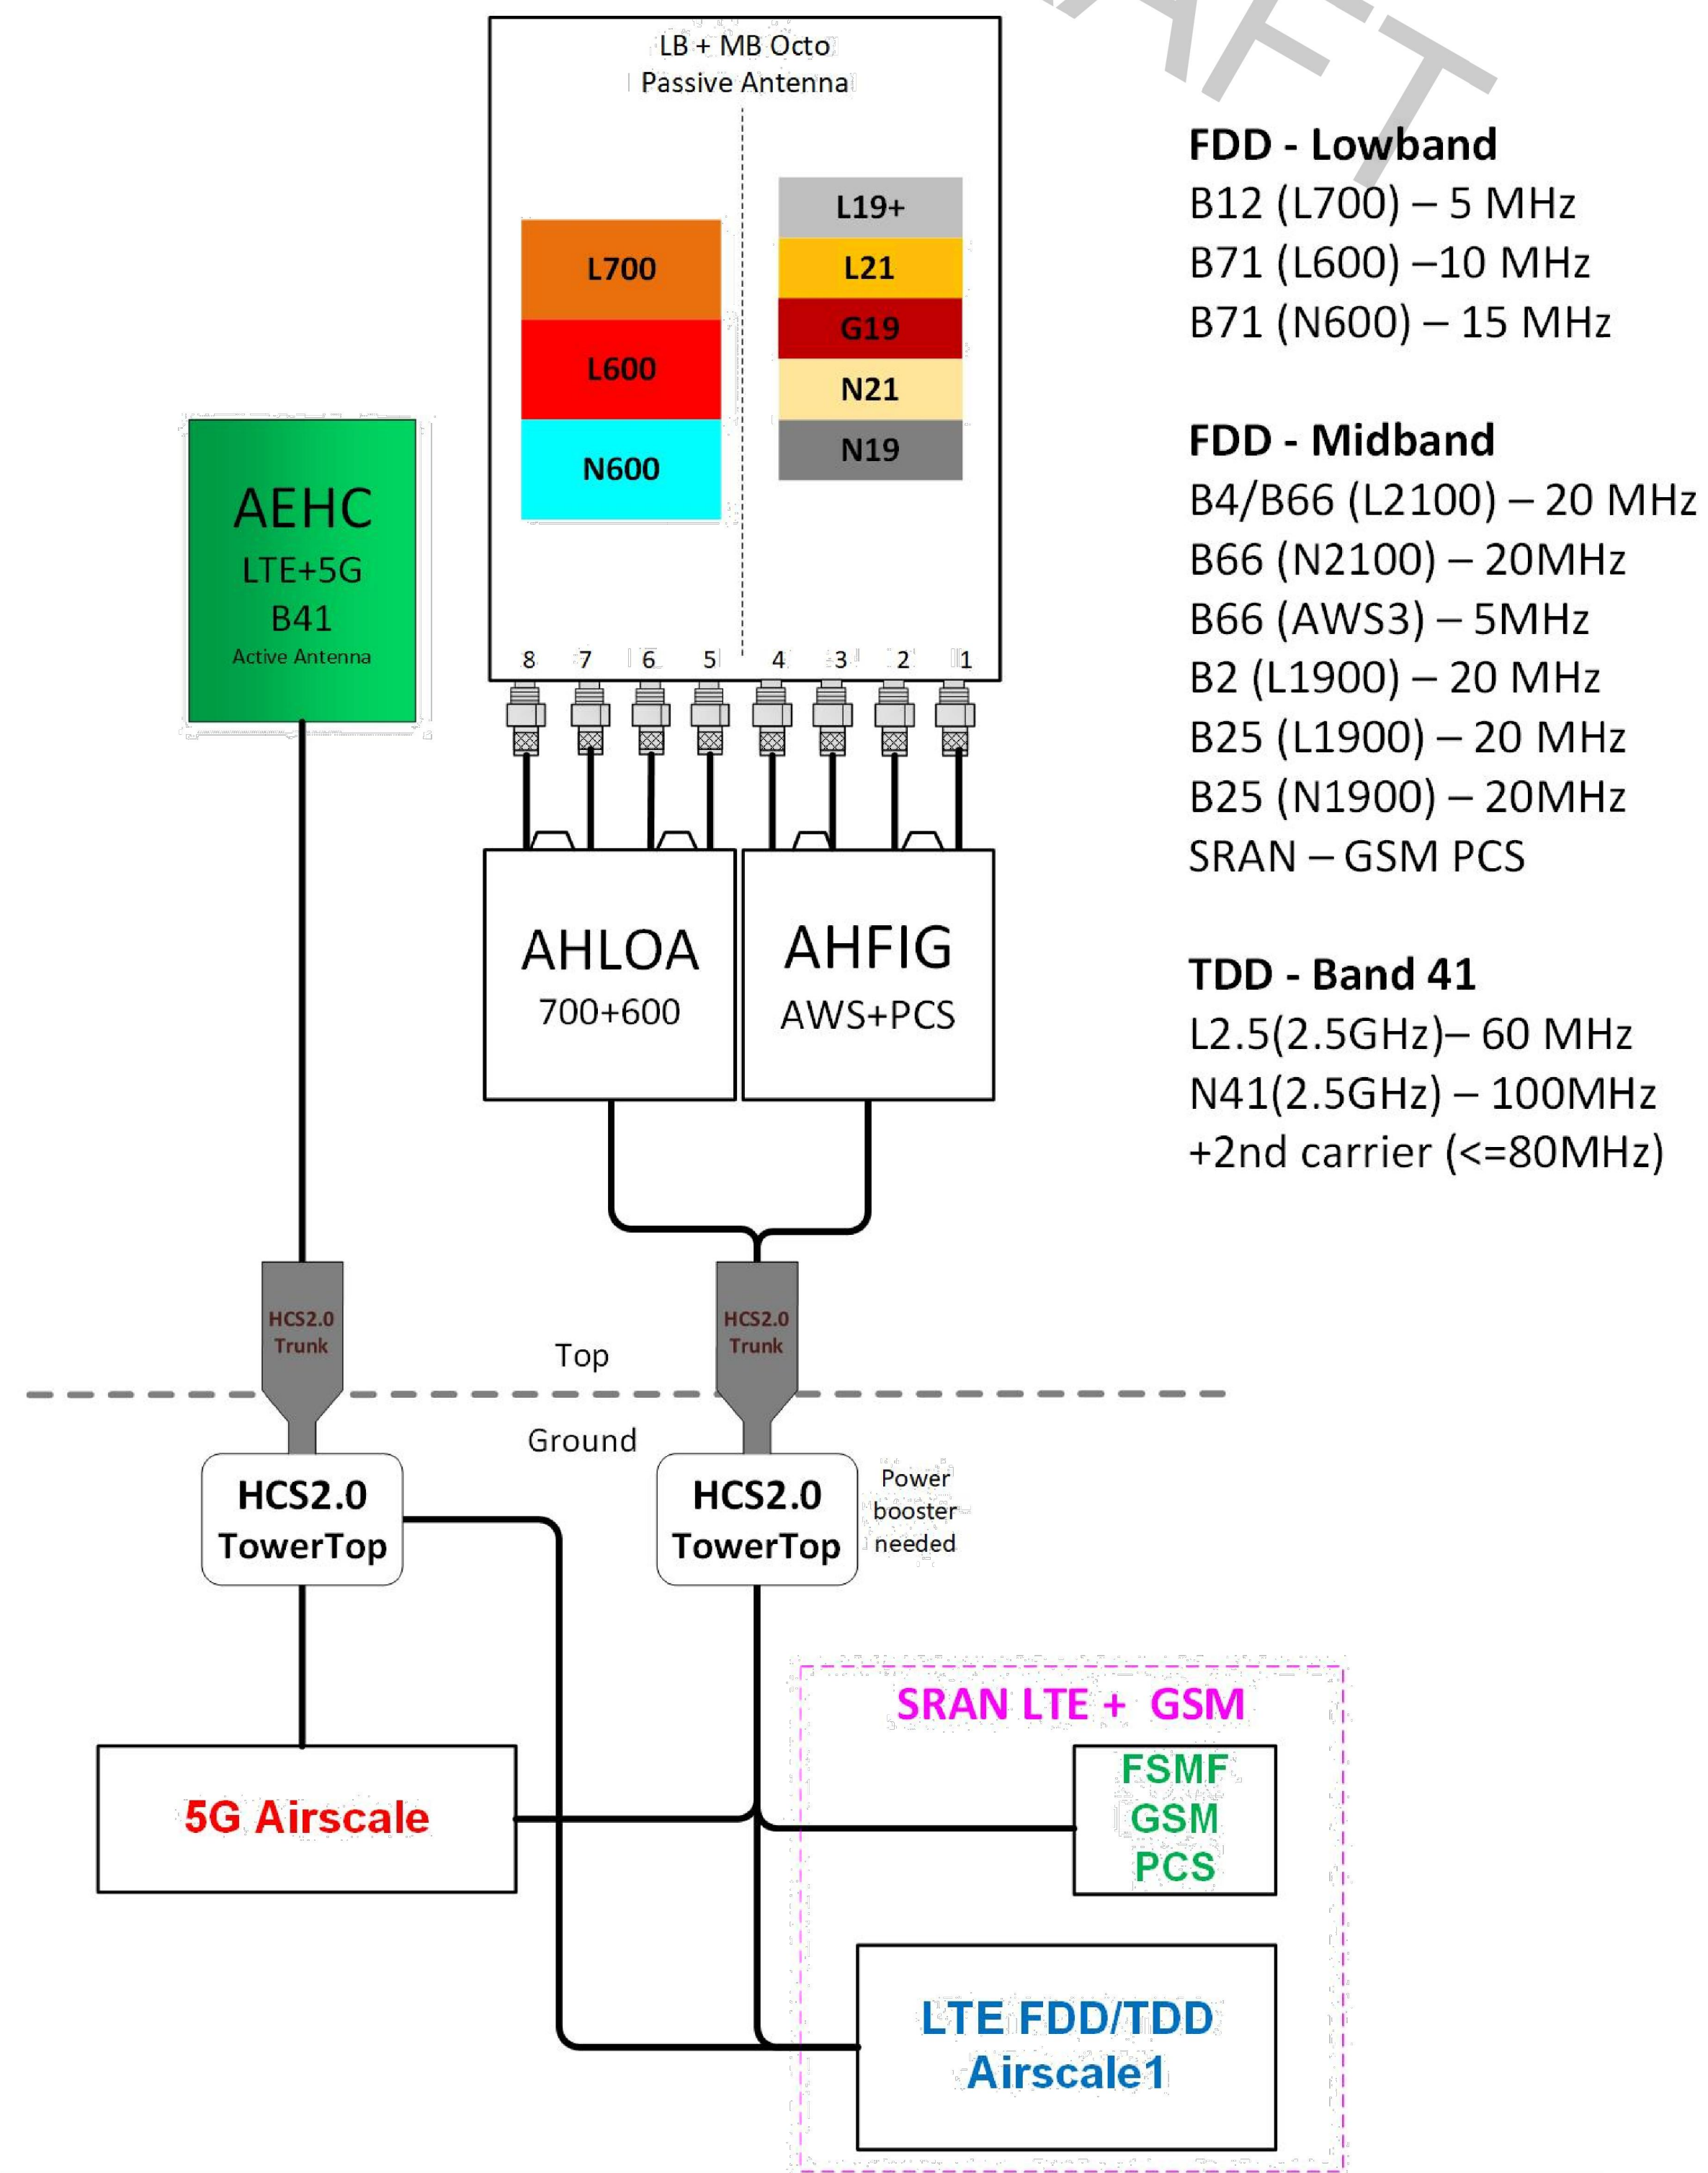 AFT
LB + MB Octo
Passive Antenna
L19+
L21
G19
N21
N19
L700
L600
N600
AEHC
LTE+5G
B41
Active Antenna
8 7 6 5 4 3 2 1
AHLOA
700+600
AHFIG
AWS+PCS
FDD - Lowband
B12 (L700) – 5 MHz
B71 (L600) –10 MHz
B71 (N600) – 15 MHz
FDD - Midband
B4/B66 (L2100) – 20 MHz
B66 (N2100) – 20MHz
B66 (AWS3) – 5MHz
B2 (L1900) – 20 MHz
B25 (L1900) – 20 MHz
B25 (N1900) – 20MHz
SRAN – GSM PCS
TDD - Band 41
L2.5(2.5GHz)– 60 MHz
N41(2.5GHz) – 100MHz
+2nd carrier (<=80MHz)
HCS2.0
Trunk
HCS2.0
Trunk
Top
Ground
HCS2.0
TowerTop
HCS2.0
TowerTop
Power
booster
needed
5G Airscale
SRAN LTE + GSM
FSMF
GSM
PCS
LTE FDD/TDD
Airscale1